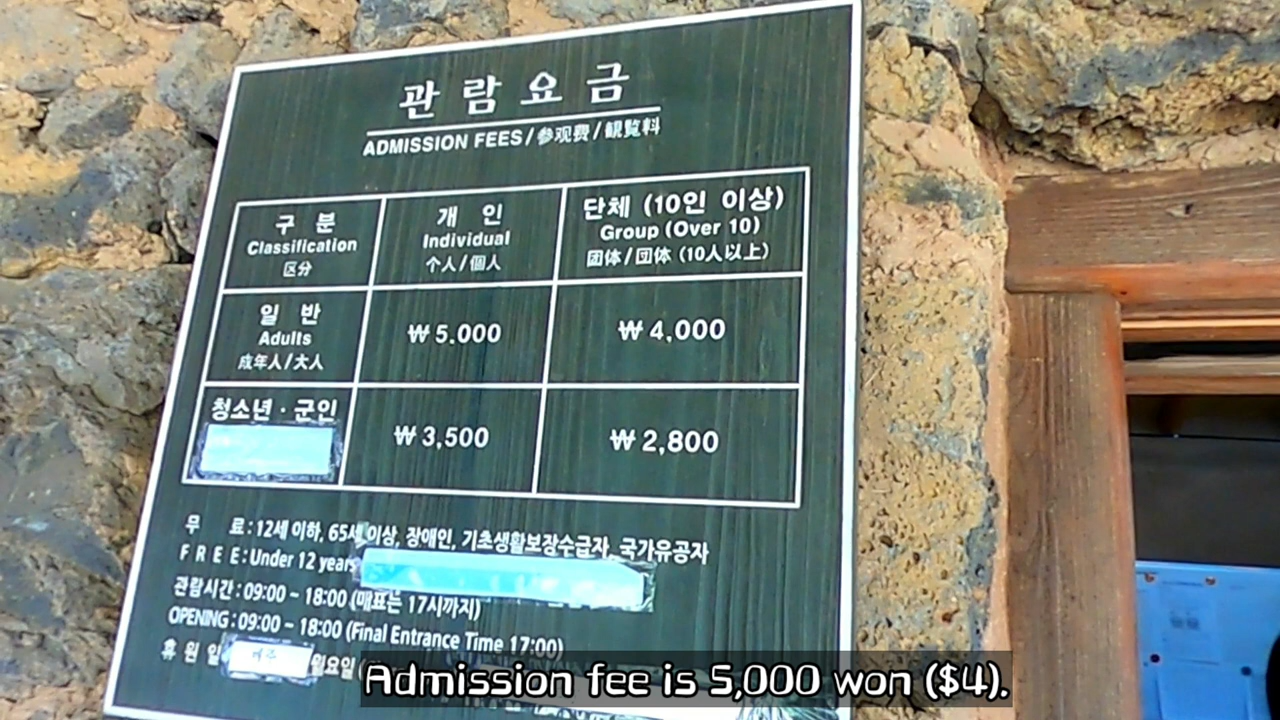 관람요금
ADMISSION FEES / 参观费 / 観覧料
구 분 개 인 단체 (10인 이상)
Classification Individual Group (Over 10)
区分 个人/個人 团体/団体 (10人以上)
일 반
Adults ₩ 5.000 ₩ 4,000
成年人/大人
청소년 · 군인
₩ 3,500 ₩ 2,800
무 료 : 12세 이하, 65세 이상, 장애인, 기초생활보장수급자, 국가유공자
F R E E : Under 12 years
관람시간 : 09:00 ~ 18:00 (매표는 17시까지)
OPENING : 09:00 ~ 18:00 (Final Entrance Time 17:00)
휴 원 일 매주 월요일
Admission fee is 5,000 won ($4).